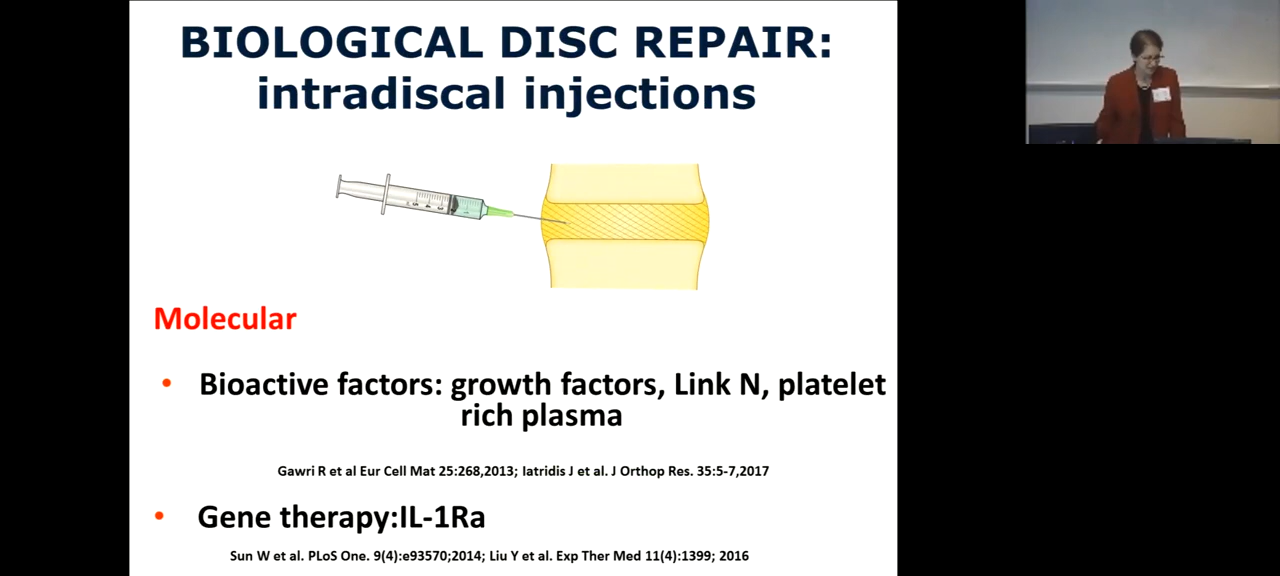 BIOLOGICAL DISC REPAIR:
intradiscal injections
Molecular
• Bioactive factors: growth factors, Link N, platelet
rich plasma
Gawri R et al Eur Cell Mat 25:268,2013; Iatridis J et al. J Orthop Res. 35:5-7,2017
• Gene therapy:IL-1Ra
Sun W et al. PLoS One. 9(4):e93570;2014; Liu Y et al. Exp Ther Med 11(4):1399; 2016